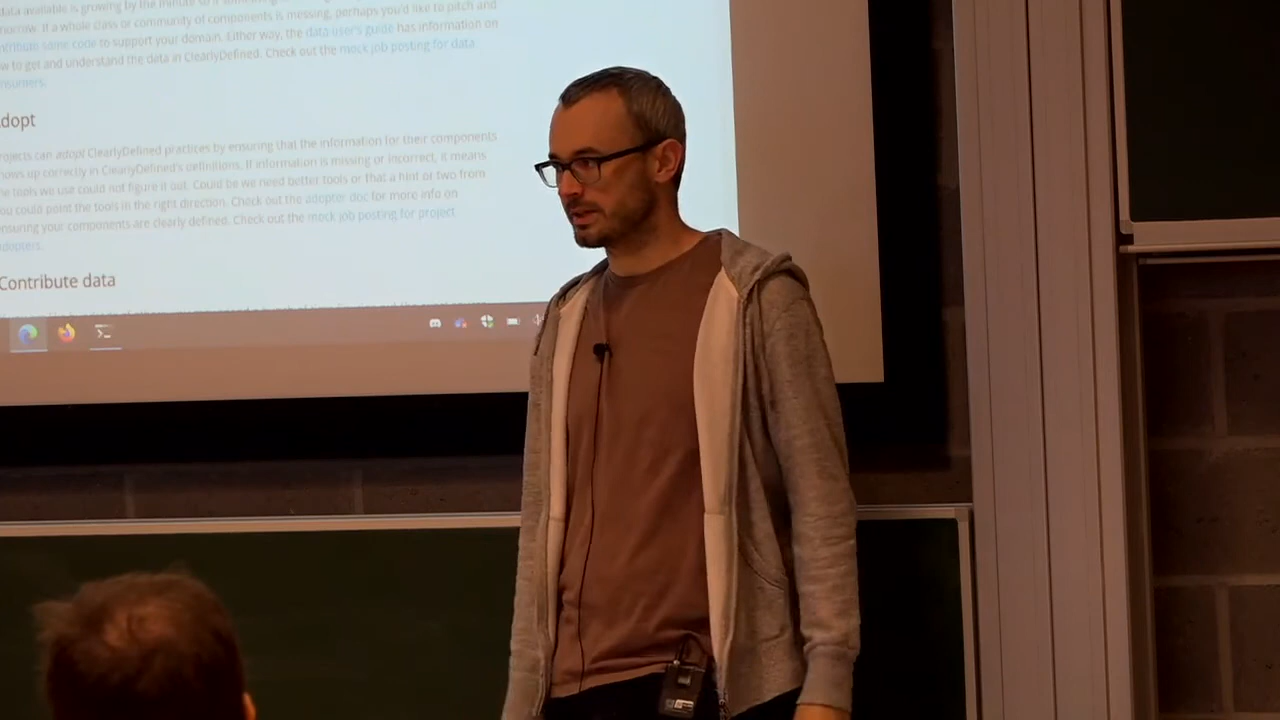 data available is growing by the minute to
morrow. If a whole class or community of components is missing, perhaps you'd like to pitch and
ntribute some code to support your domain. Either way, the data user's guide has information on
w to get and understand the data in ClearlyDefined. Check out the mock job posting for data
nsumers.
dopt
rojects can adopt ClearlyDefined practices by ensuring that the information for their components
hows up correctly in ClearlyDefined's definitions. If information is missing or incorrect, it means
he tools we use could not figure it out. Could be we need better tools or that a hint or two from
ou could point the tools in the right direction. Check out the adopter doc for more info on
nsuring your components are clearly defined. Check out the mock job posting for project
adopters.
Contribute data